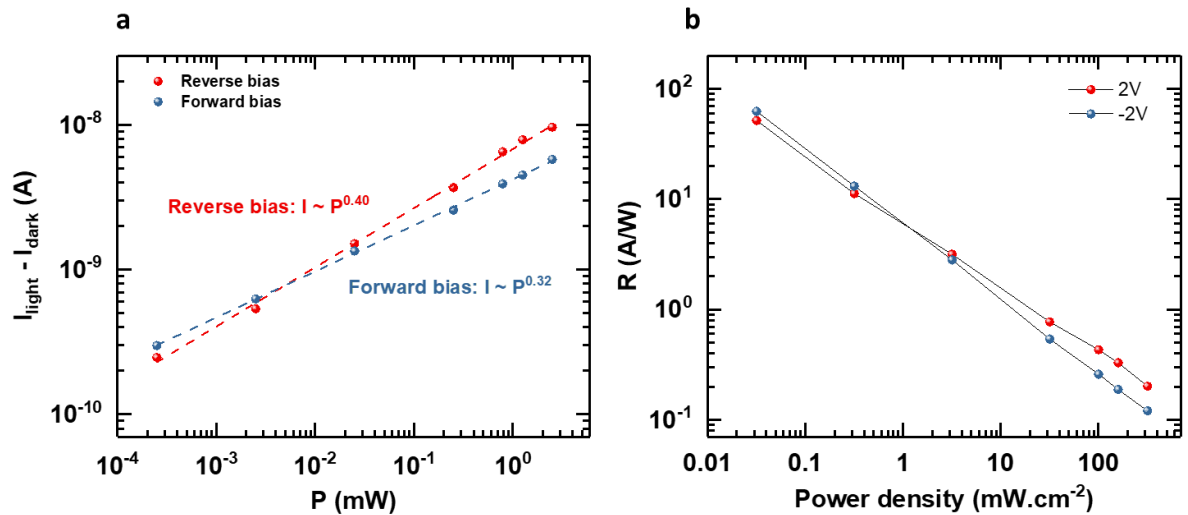 a
Reverse bias
Forward bias
I_light - I_dark (A)
10^-8
10^-9
10^-10
Reverse bias: I ~ P^0.40
Forward bias: I ~ P^0.32
10^-4
10^-3
10^-2
10^-1
10^0
P (mW)
b
2V
-2V
R (A/W)
10^2
10^1
10^0
10^-1
0.01
0.1
1
10
100
Power density (mW.cm^-2)